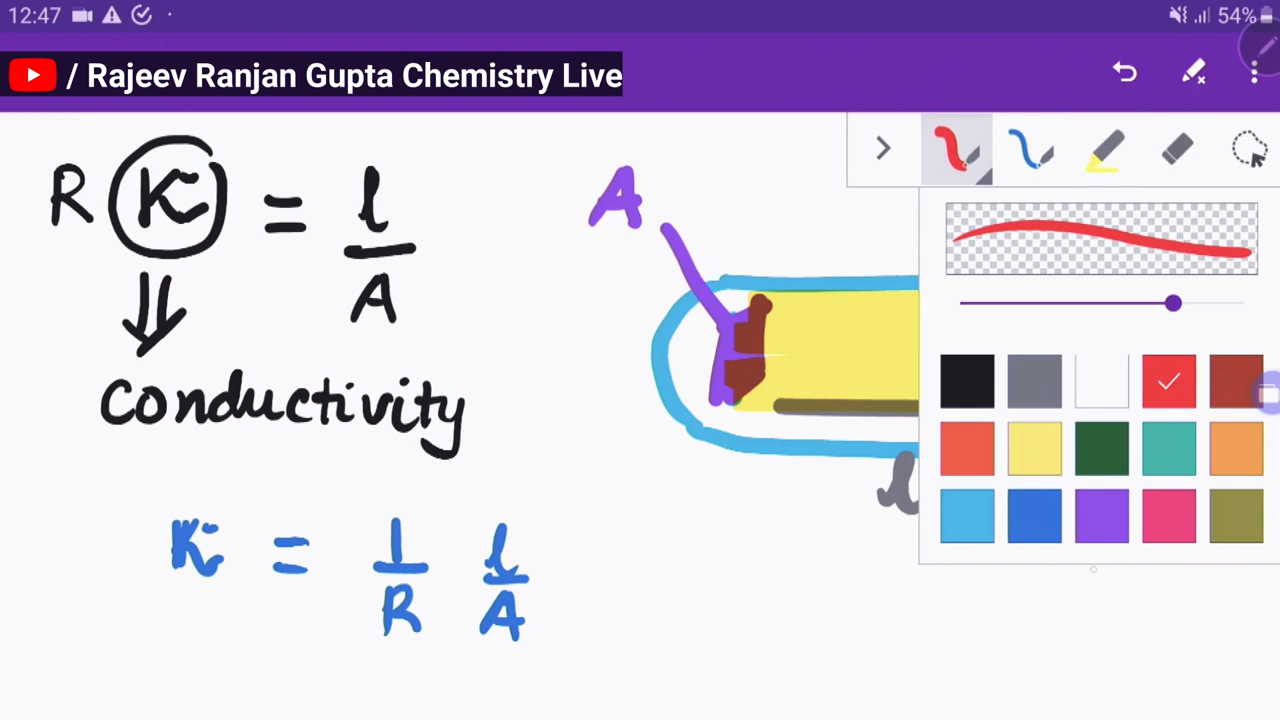 12:47 54%
/ Rajeev Ranjan Gupta Chemistry Live
R K = l/A
A
Conductivity
l
K = 1/R l/A